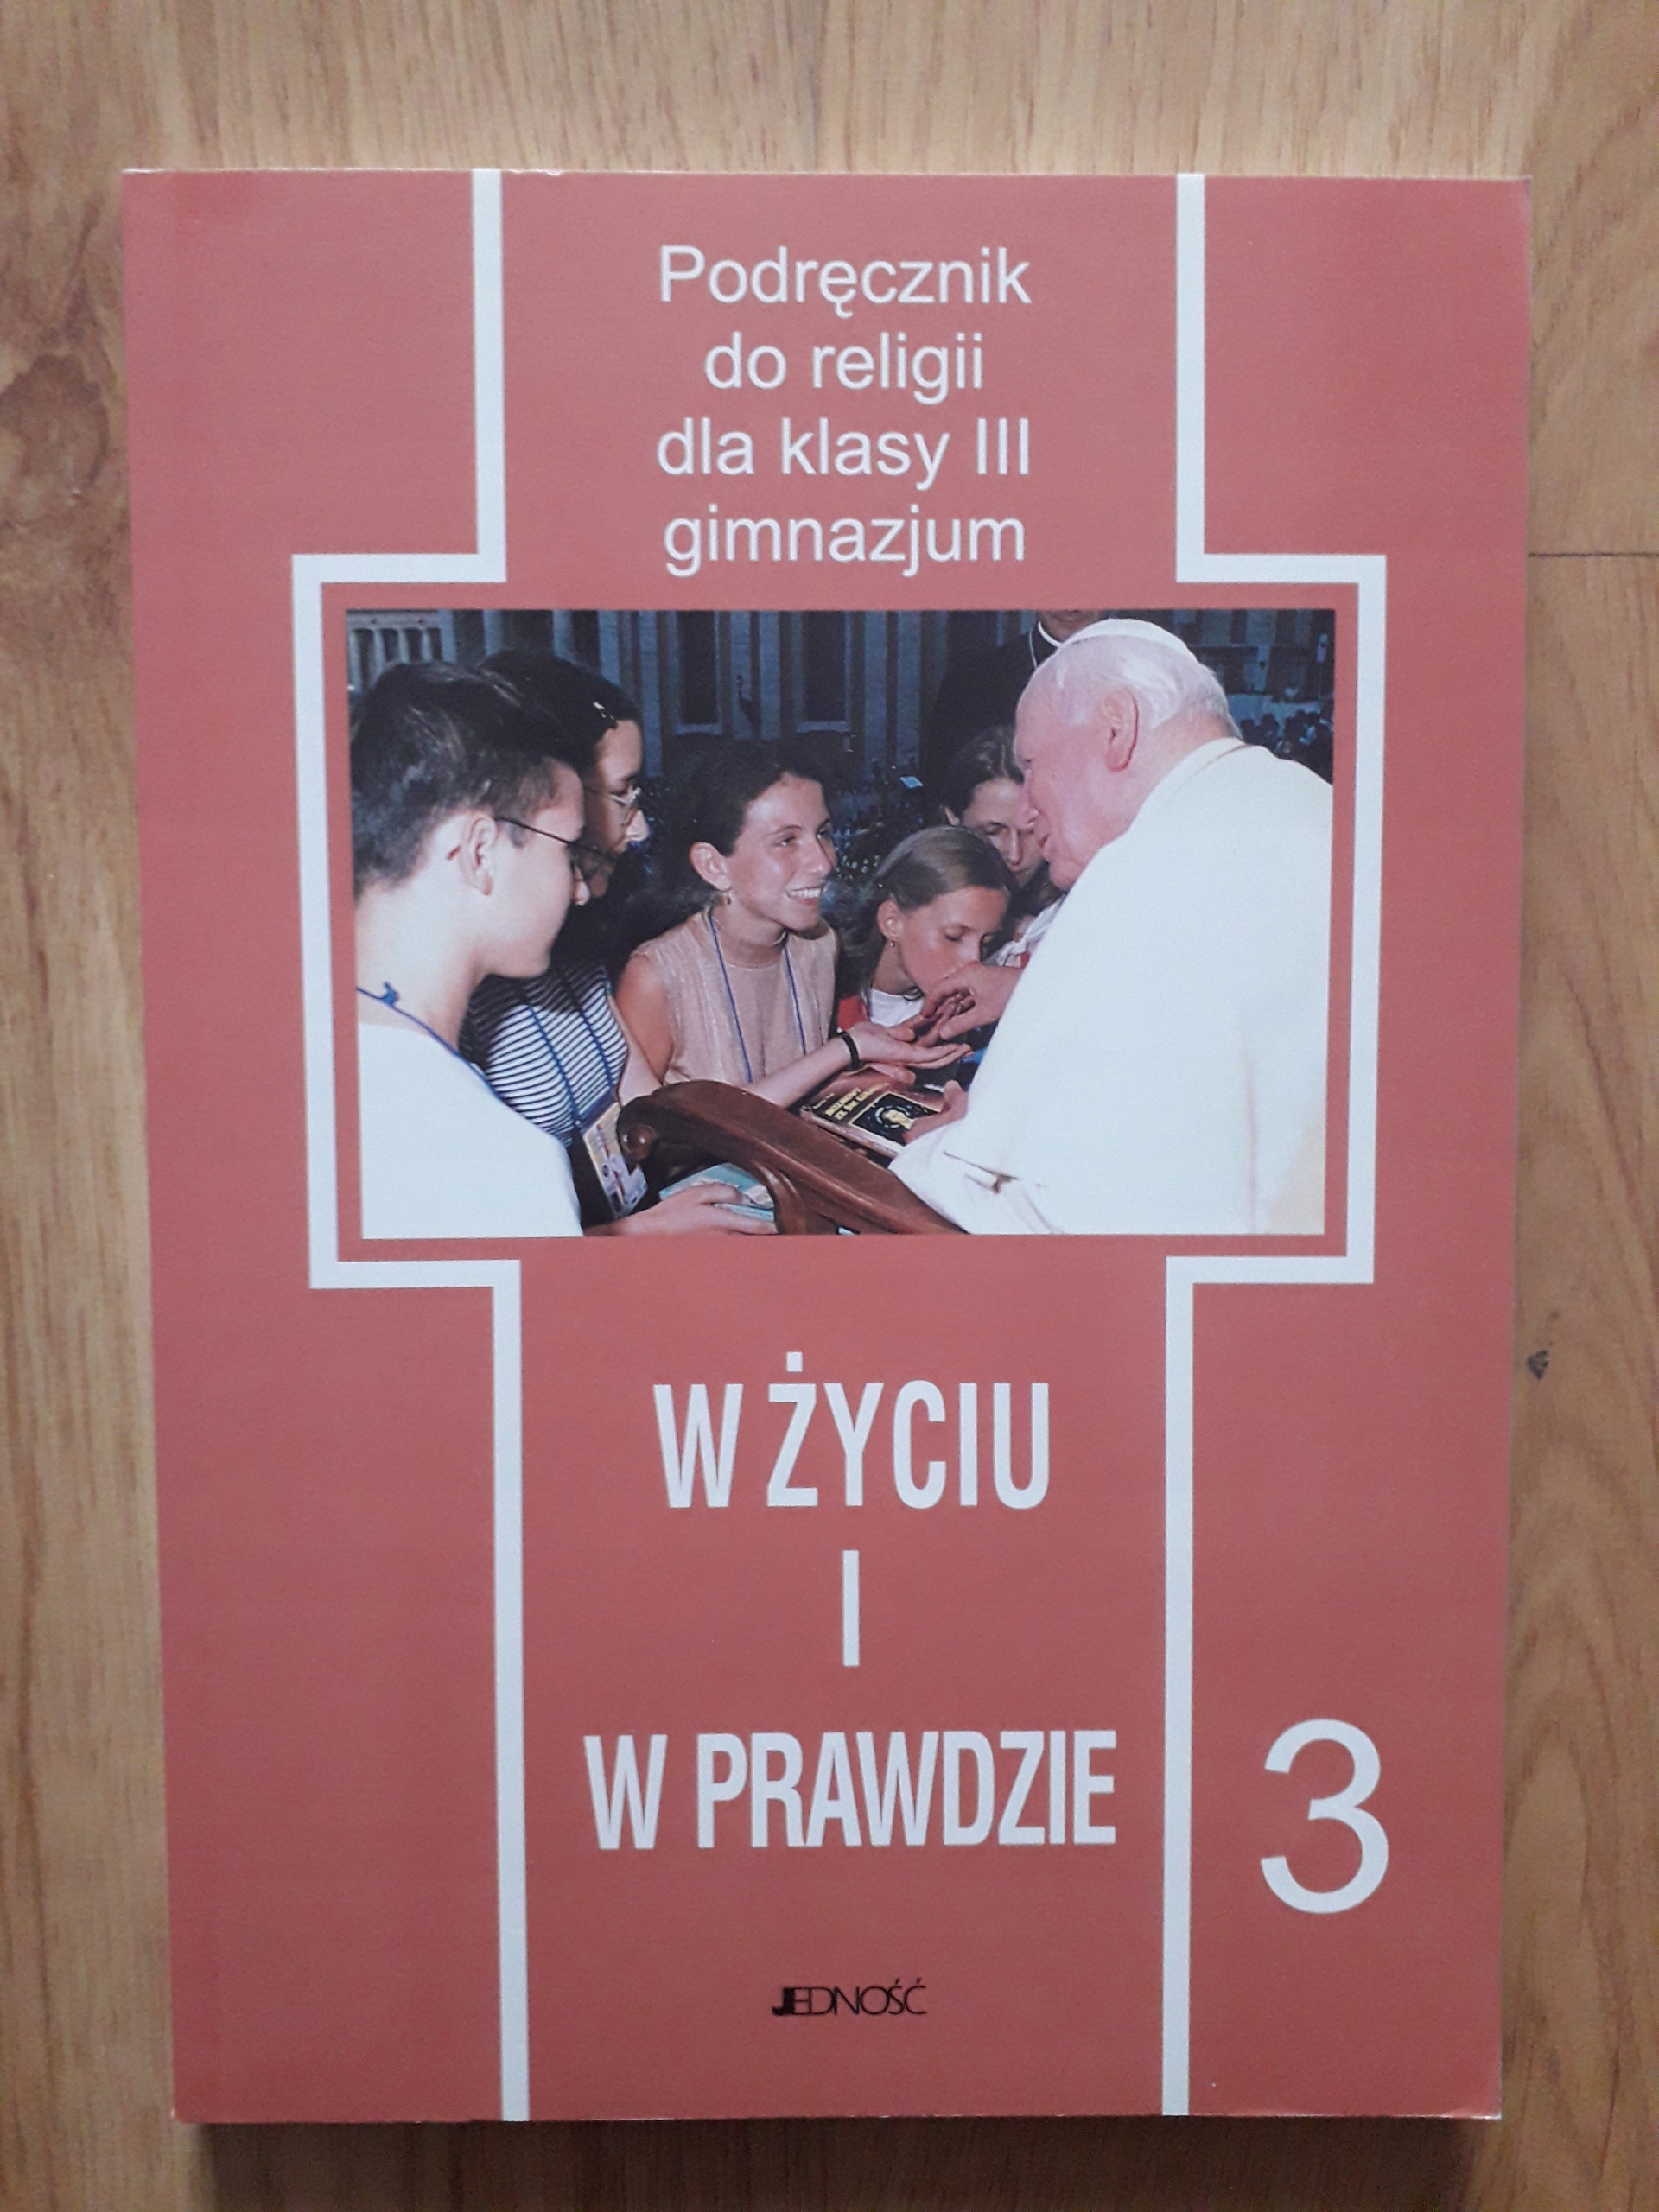 Podręcznik
do religii
dla klasy III
gimnazjum
W ŻYCIU
I
W PRAWDZIE
3
JEDNOŚĆ